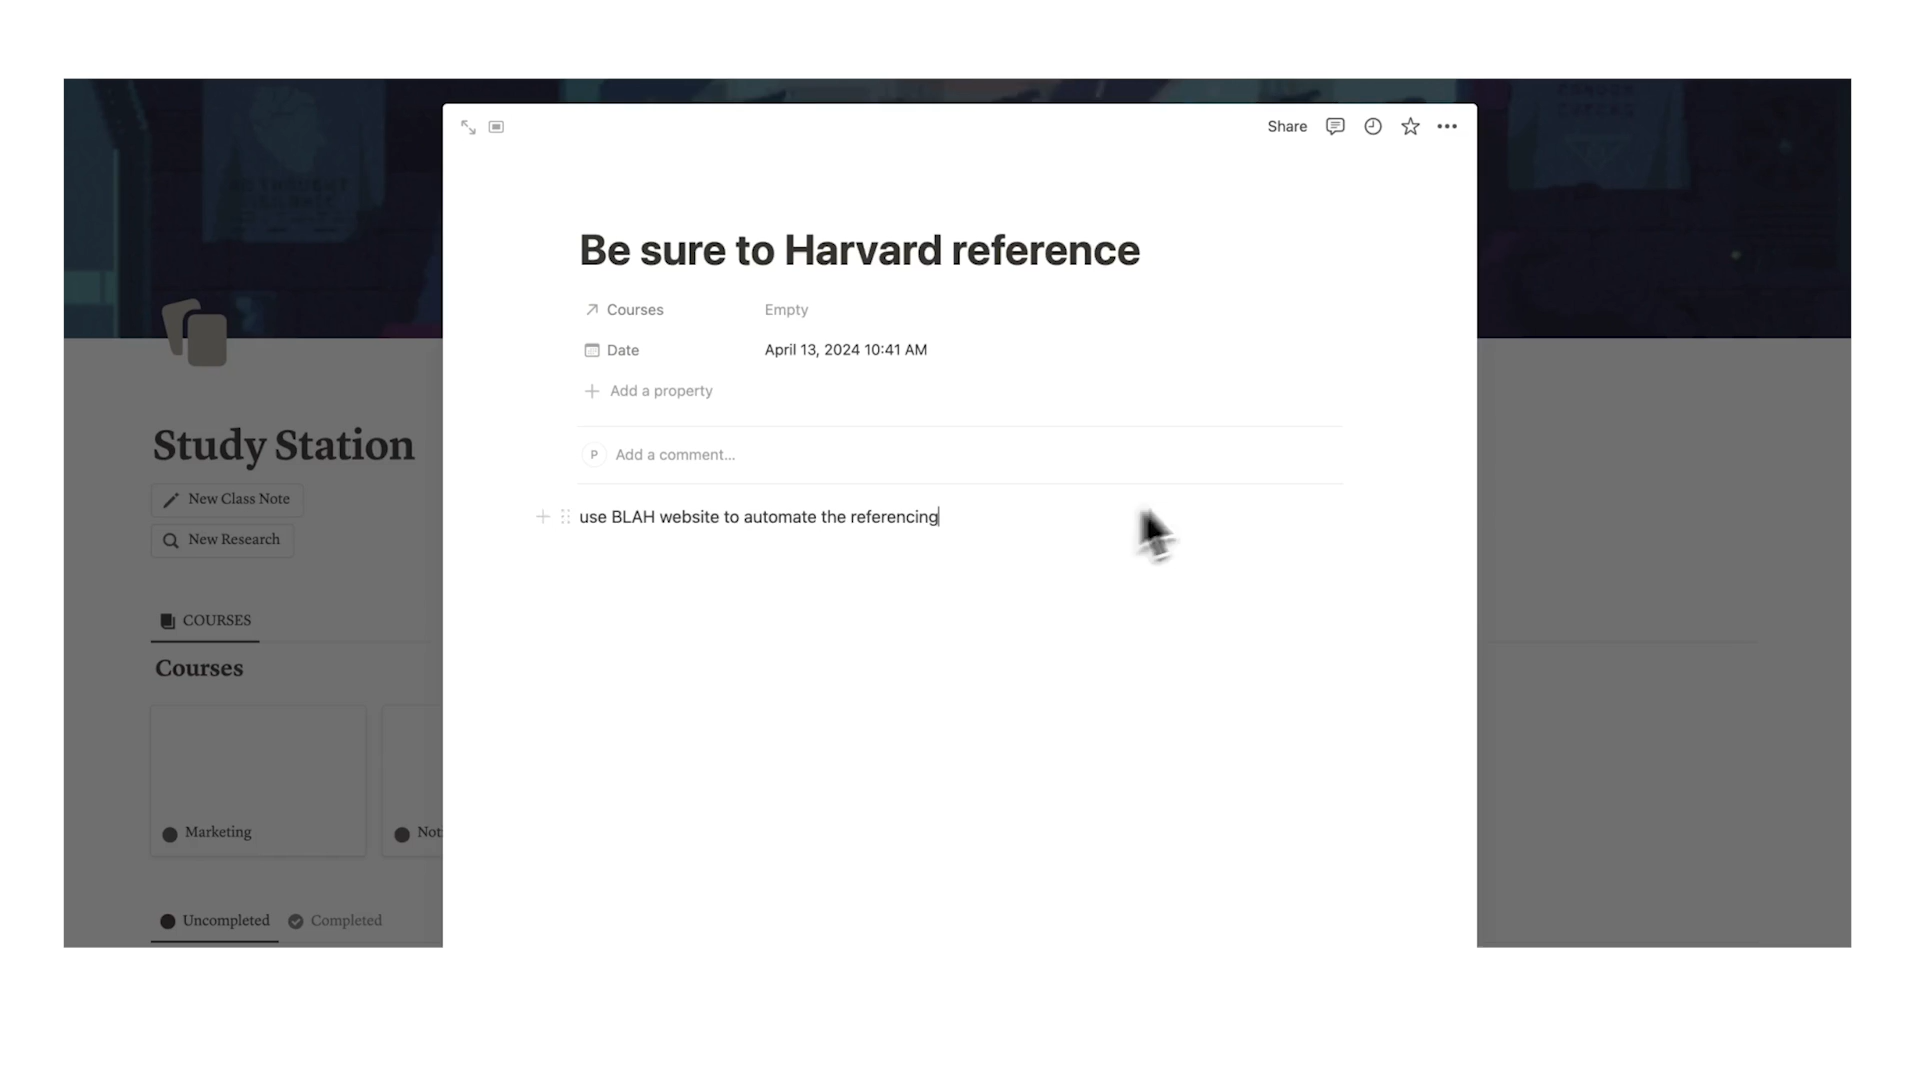 Share
Be sure to Harvard reference
Courses Empty
Date April 13, 2024 10:41 AM
Add a property
P Add a comment...
use BLAH website to automate the referencing
Study Station
New Class Note
New Research
COURSES
Courses
Marketing
Not
Uncompleted Completed